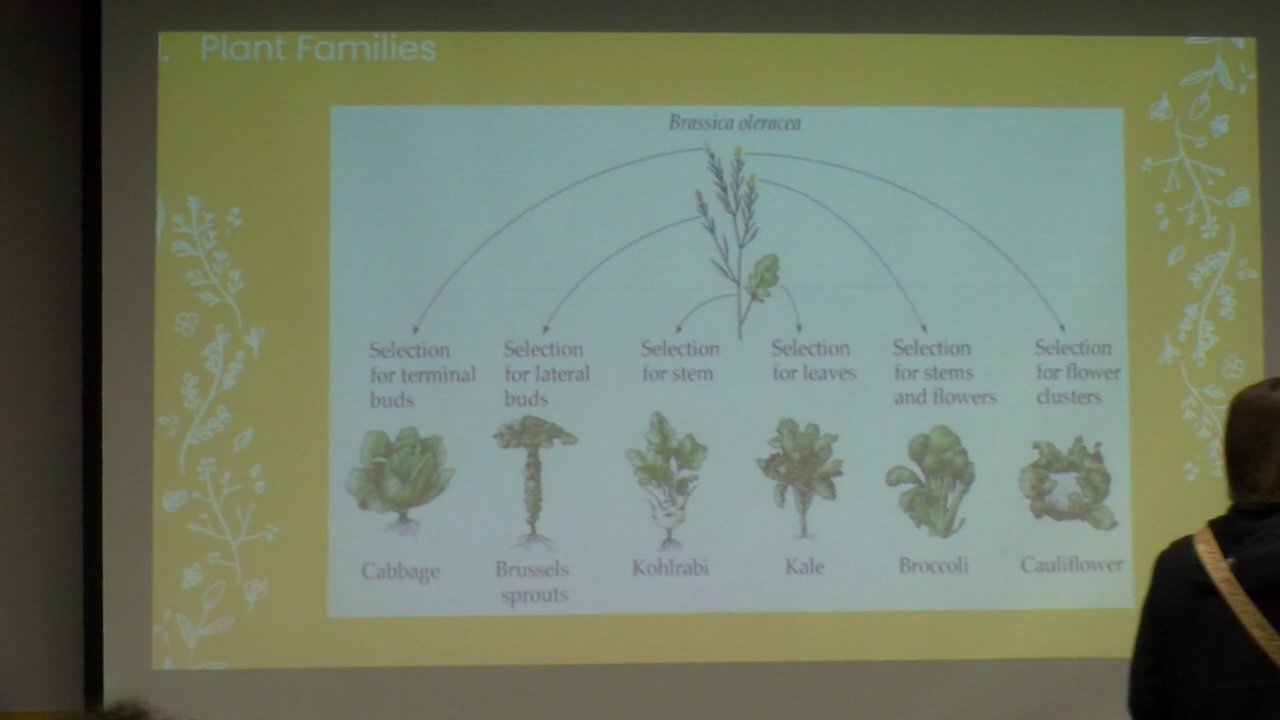 . Plant Families
Brassica oleracea
Selection
for terminal
buds
Selection
for lateral
buds
Selection
for stem
Selection
for leaves
Selection
for stems
and flowers
Selection
for flower
clusters
Cabbage
Brussels
sprouts
Kohlrabi
Kale
Broccoli
Cauliflower